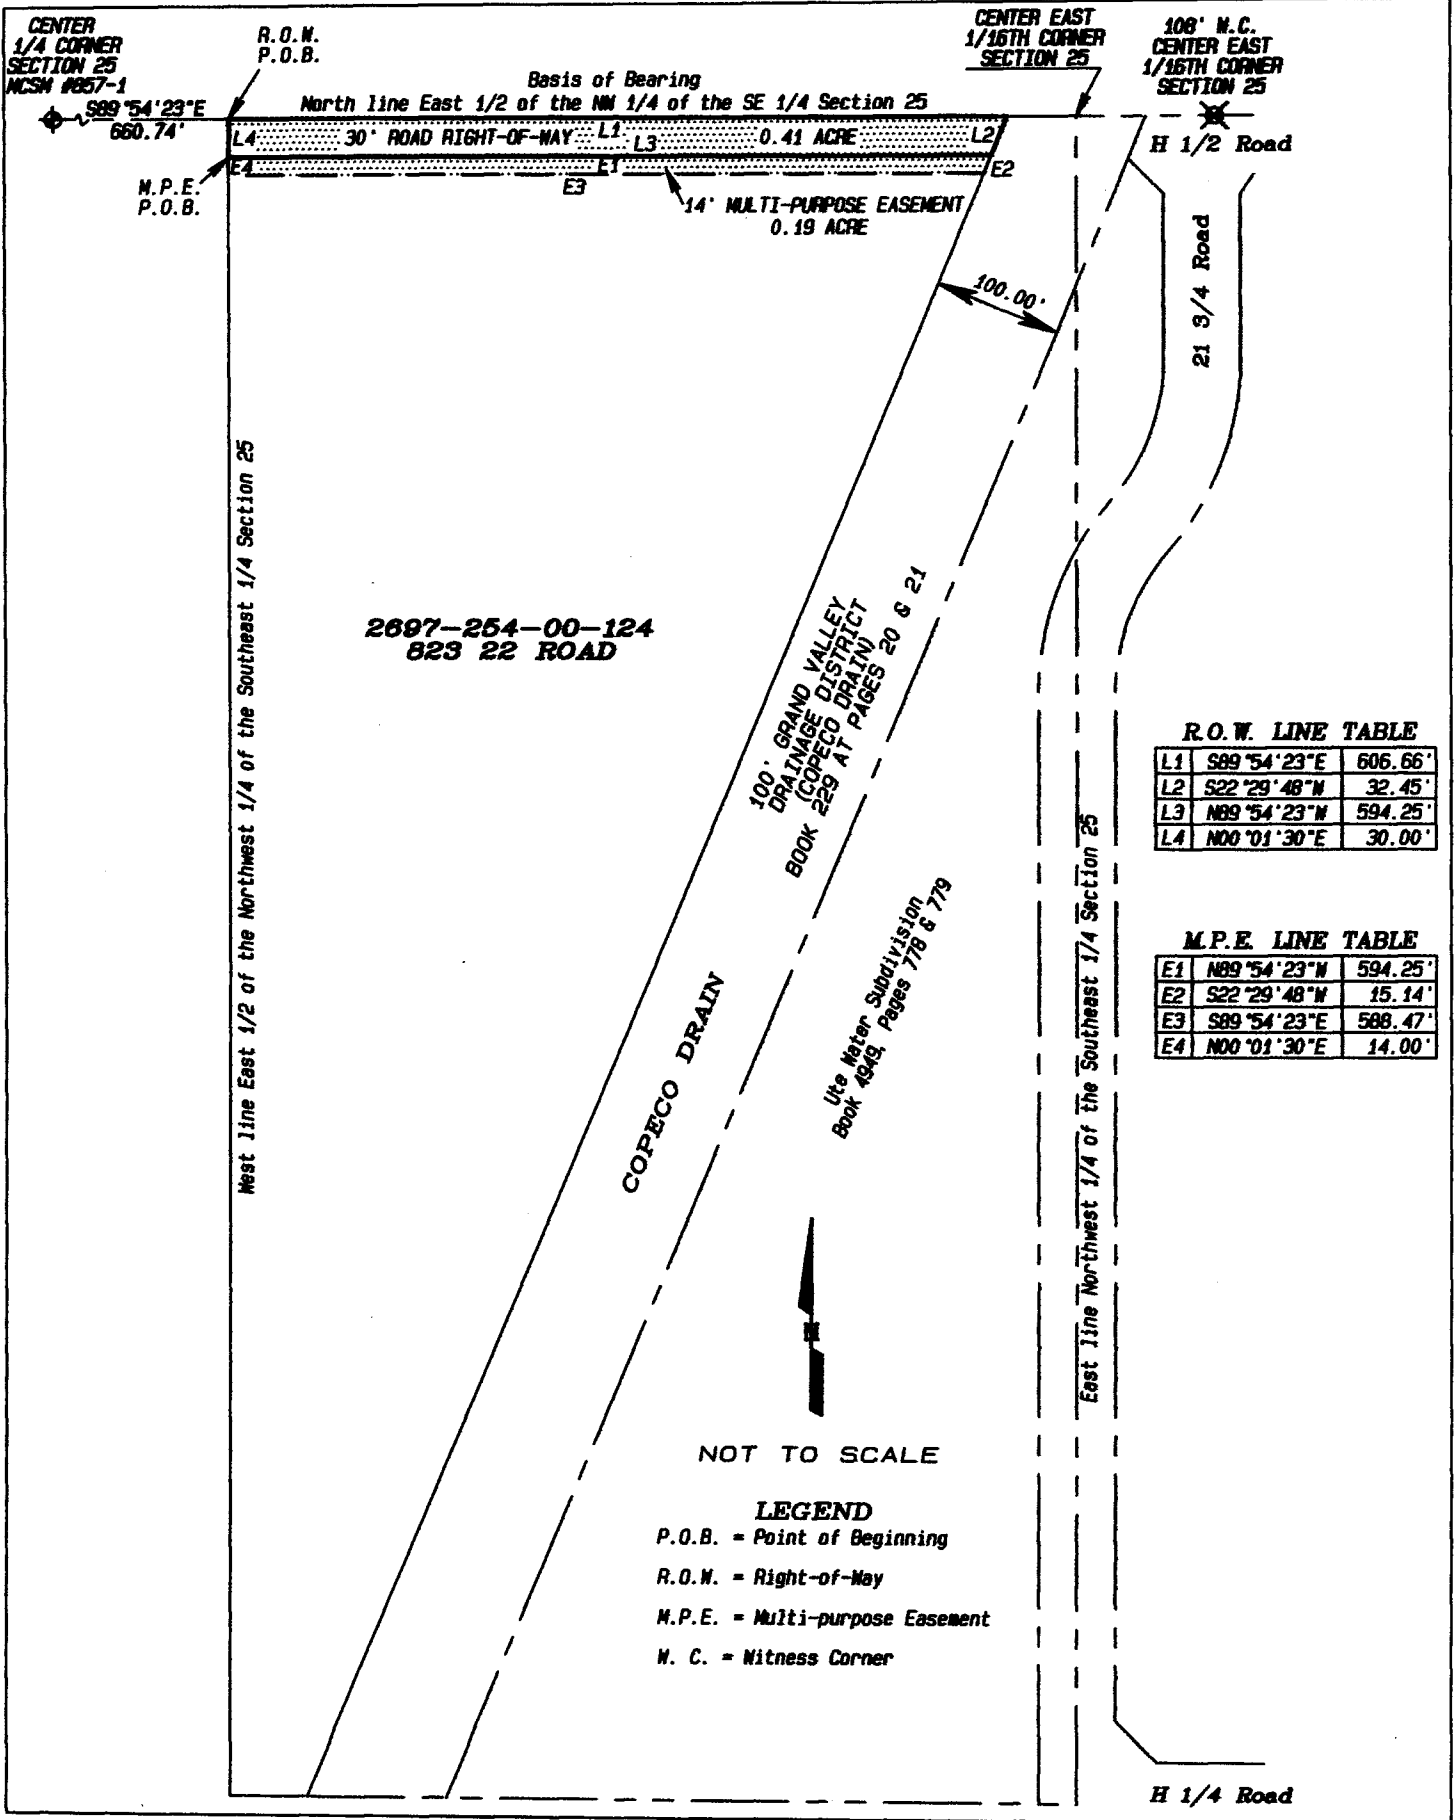 CENTER
1/4 CORNER
SECTION 25
MCSM #857-1
R.O.W.
P.O.B.
CENTER EAST
1/16TH CORNER
SECTION 25
108' W.C.
CENTER EAST
1/16TH CORNER
SECTION 25
Basis of Bearing
North line East 1/2 of the NW 1/4 of the SE 1/4 Section 25
S89°54'23"E
660.74'
L4
30' ROAD RIGHT-OF-WAY
L1
L3
0.41 ACRE
L2
H 1/2 Road
E4
E1
E2
E3
M.P.E.
P.O.B.
14' MULTI-PURPOSE EASEMENT
0.19 ACRE
100.00'
21 3/4 Road
West line East 1/2 of the Northwest 1/4 of the Southeast 1/4 Section 25
2697-254-00-124
823 22 ROAD
100' GRAND VALLEY
DRAINAGE DISTRICT
(COPECO DRAIN)
BOOK 229 AT PAGES 20 & 21
R.O.W. LINE TABLE
L1 S89°54'23"E 606.66'
L2 S22°29'48"W 32.45'
L3 N89°54'23"W 594.25'
L4 N00°01'30"E 30.00'
M.P.E. LINE TABLE
E1 N89°54'23"W 594.25'
E2 S22°29'48"W 15.14'
E3 S89°54'23"E 588.47'
E4 N00°01'30"E 14.00'
Ute Water Subdivision
Book 4949, Pages 778 & 779
COPECO DRAIN
East line Northwest 1/4 of the Southeast 1/4 Section 25
N
NOT TO SCALE
LEGEND
P.O.B. = Point of Beginning
R.O.W. = Right-of-Way
M.P.E. = Multi-purpose Easement
W. C. = Witness Corner
H 1/4 Road